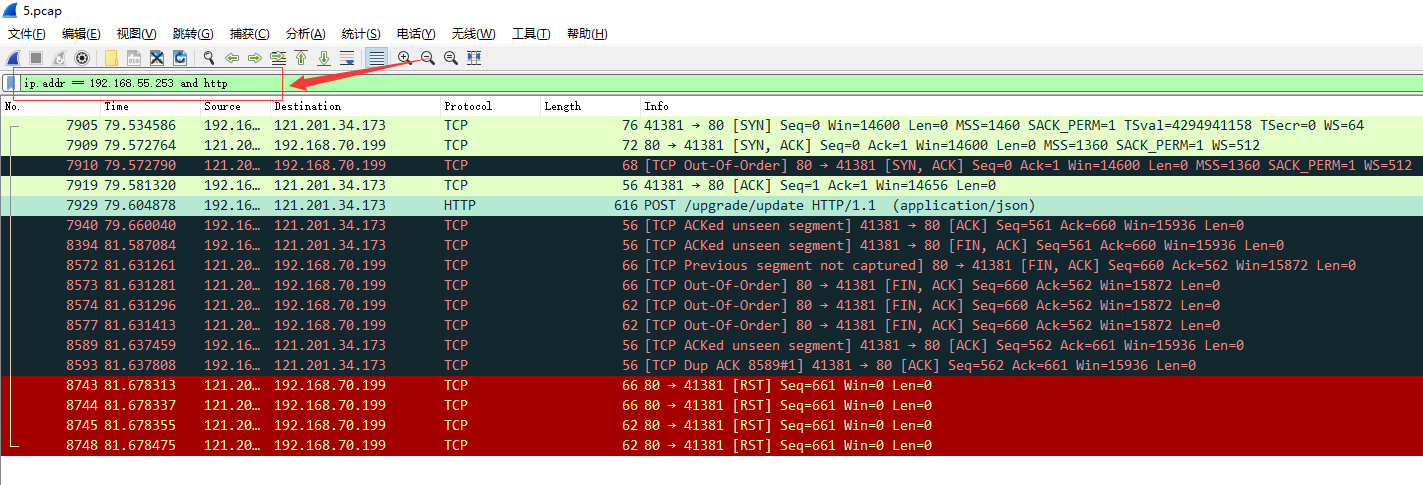 5.pcap
文件(F) 编辑(E) 视图(V) 跳转(G) 捕获(C) 分析(A) 统计(S) 电话(Y) 无线(W) 工具(T) 帮助(H)
ip.addr == 192.168.55.253 and http
No. Time Source Destination Protocol Length Info
7905 79.534586 192.16… 121.201.34.173 TCP 76 41381 → 80 [SYN] Seq=0 Win=14600 Len=0 MSS=1460 SACK_PERM=1 TSval=4294941158 TSecr=0 WS=64
7909 79.572764 192.16… 121.201.34.173 TCP 72 80 → 41381 [SYN, ACK] Seq=0 Ack=1 Win=14600 Len=0 MSS=1360 SACK_PERM=1 WS=512
7910 79.572790 192.16… 121.201.34.173 TCP 68 [TCP Out-Of-Order] 80 → 41381 [SYN, ACK] Seq=0 Ack=1 Win=14600 Len=0 MSS=1360 SACK_PERM=1 WS=512
7919 79.581320 192.16… 121.201.34.173 TCP 56 41381 → 80 [ACK] Seq=1 Ack=1 Win=14656 Len=0
7929 79.604878 192.16… 121.201.34.173 HTTP 616 POST /upgrade/update HTTP/1.1 (application/json)
7940 79.660040 121.20… 192.168.70.199 TCP 56 [TCP ACKed unseen segment] 41381 → 80 [ACK] Seq=561 Ack=660 Win=15936 Len=0
8394 81.587084 121.20… 192.168.70.199 TCP 56 [TCP ACKed unseen segment] 41381 → 80 [FIN, ACK] Seq=561 Ack=660 Win=15936 Len=0
8572 81.631261 121.20… 192.168.70.199 TCP 66 [TCP Previous segment not captured] 80 → 41381 [FIN, ACK] Seq=660 Ack=562 Win=15872 Len=0
8573 81.631281 121.20… 192.168.70.199 TCP 66 [TCP Out-Of-Order] 80 → 41381 [FIN, ACK] Seq=660 Ack=562 Win=15872 Len=0
8574 81.631296 121.20… 192.168.70.199 TCP 62 [TCP Out-Of-Order] 80 → 41381 [FIN, ACK] Seq=660 Ack=562 Win=15872 Len=0
8577 81.631413 121.20… 192.168.70.199 TCP 62 [TCP Out-Of-Order] 80 → 41381 [FIN, ACK] Seq=660 Ack=562 Win=15872 Len=0
8589 81.637459 192.16… 121.201.34.173 TCP 56 [TCP ACKed unseen segment] 41381 → 80 [ACK] Seq=562 Ack=661 Win=15936 Len=0
8593 81.637808 192.16… 121.201.34.173 TCP 56 [TCP Dup ACK 8589#1] 41381 → 80 [ACK] Seq=562 Ack=661 Win=15936 Len=0
8743 81.678313 121.20… 192.168.70.199 TCP 66 80 → 41381 [RST] Seq=661 Win=0 Len=0
8744 81.678337 121.20… 192.168.70.199 TCP 66 80 → 41381 [RST] Seq=661 Win=0 Len=0
8745 81.678355 121.20… 192.168.70.199 TCP 62 80 → 41381 [RST] Seq=661 Win=0 Len=0
8748 81.678475 121.20… 192.168.70.199 TCP 62 80 → 41381 [RST] Seq=661 Win=0 Len=0